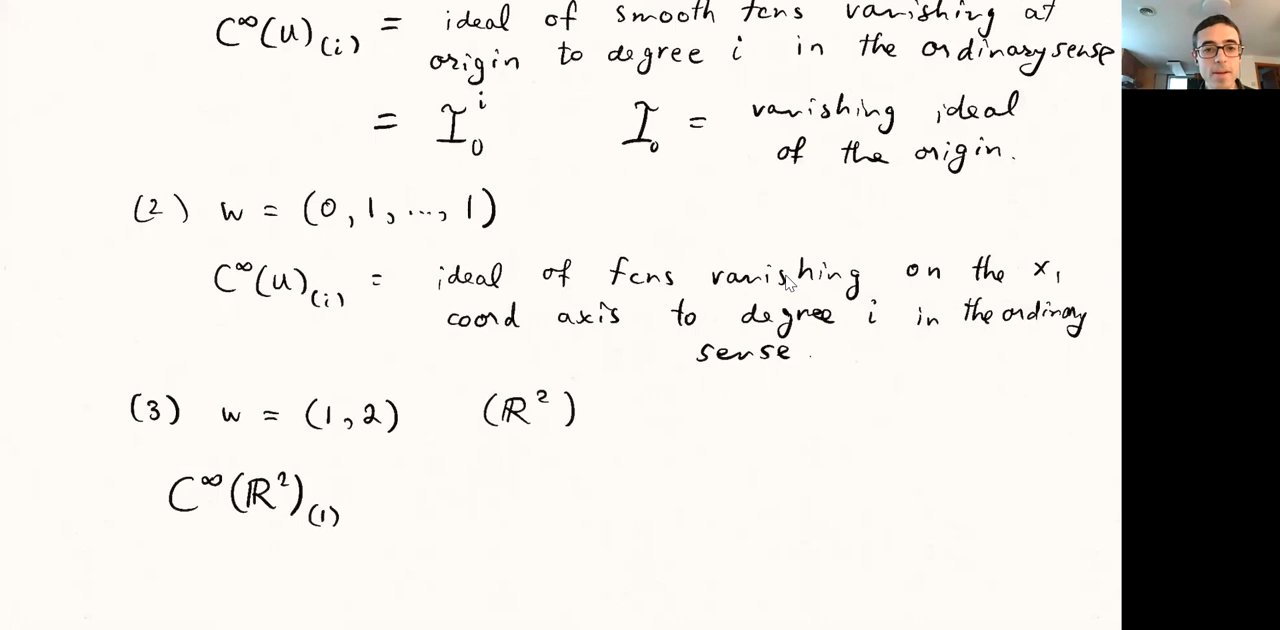 C^∞(U)_(i) = ideal of smooth fcns vanishing at
origin to degree i in the ordinary sense
= I_0^i I_0 = vanishing ideal
of the origin.
(2) w = (0, 1, ..., 1)
C^∞(U)_(i) = ideal of fcns vanishing on the x_1
coord axis to degree i in the ordinary
sense.
(3) w = (1, 2) (ℝ^2)
C^∞(ℝ^2)_(1)